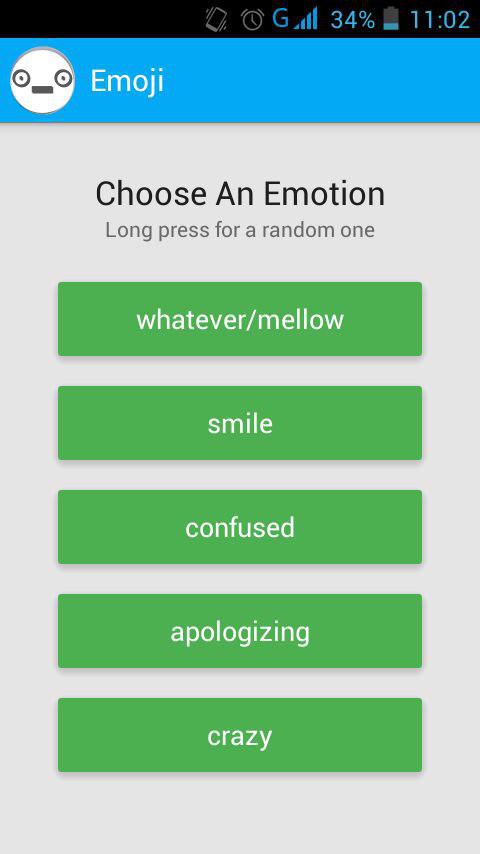 G 34% 11:02
Emoji
Choose An Emotion
Long press for a random one
whatever/mellow
smile
confused
apologizing
crazy